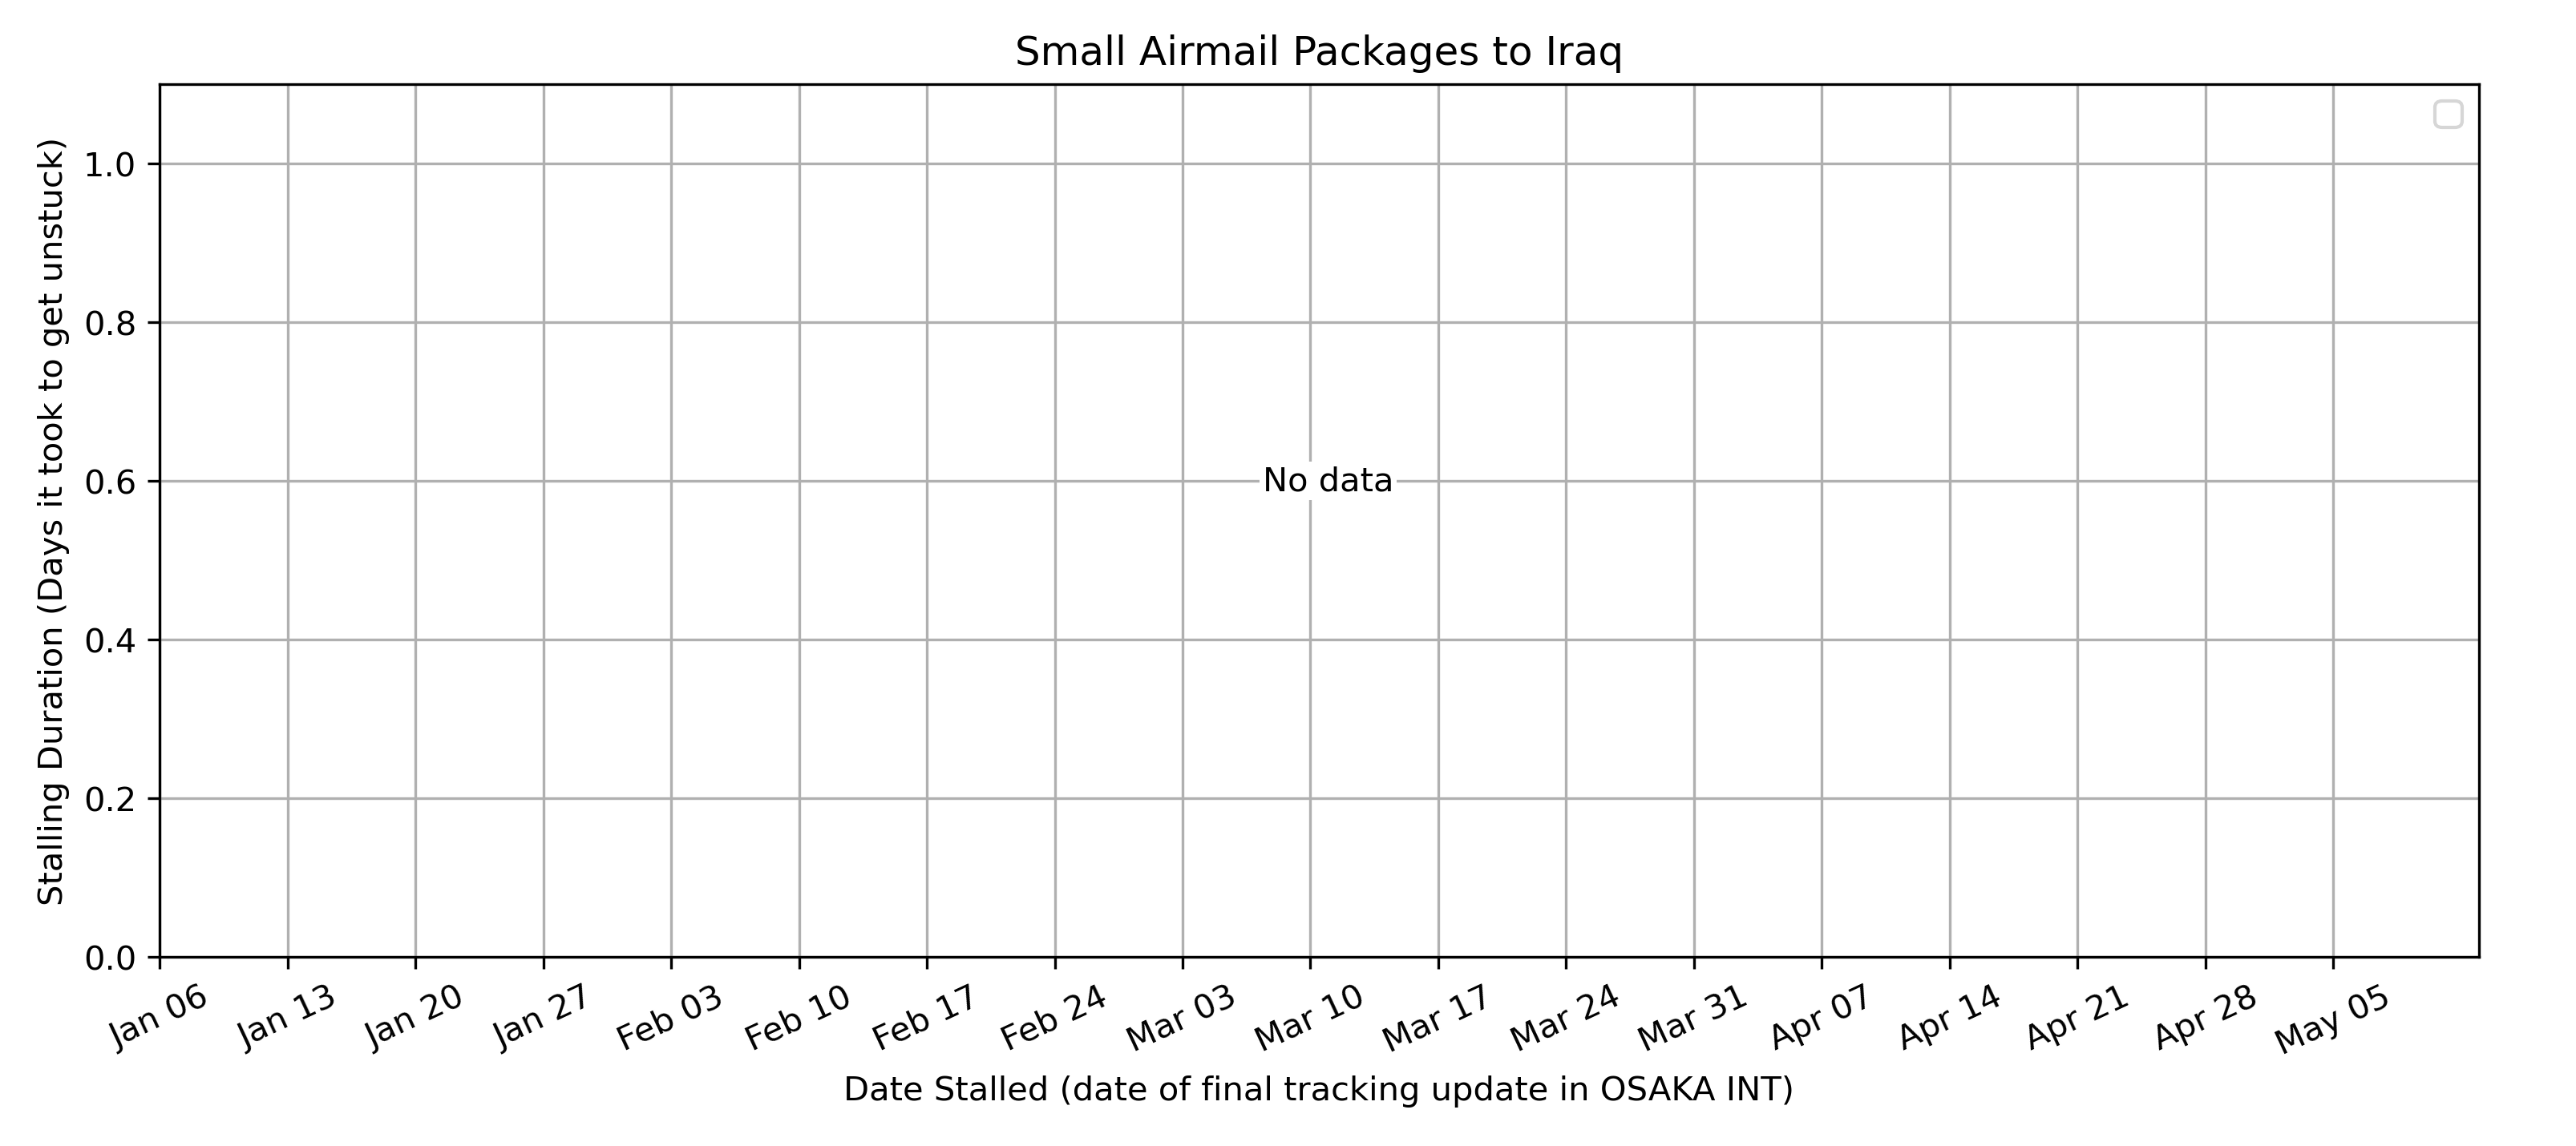 Small Airmail Packages to Iraq
Stalling Duration (Days it took to get unstuck)
1.0
0.8
0.6
0.4
0.2
0.0
No data
Jan 06
Jan 13
Jan 20
Jan 27
Feb 03
Feb 10
Feb 17
Feb 24
Mar 03
Mar 10
Mar 17
Mar 24
Mar 31
Apr 07
Apr 14
Apr 21
Apr 28
May 05
Date Stalled (date of final tracking update in OSAKA INT)